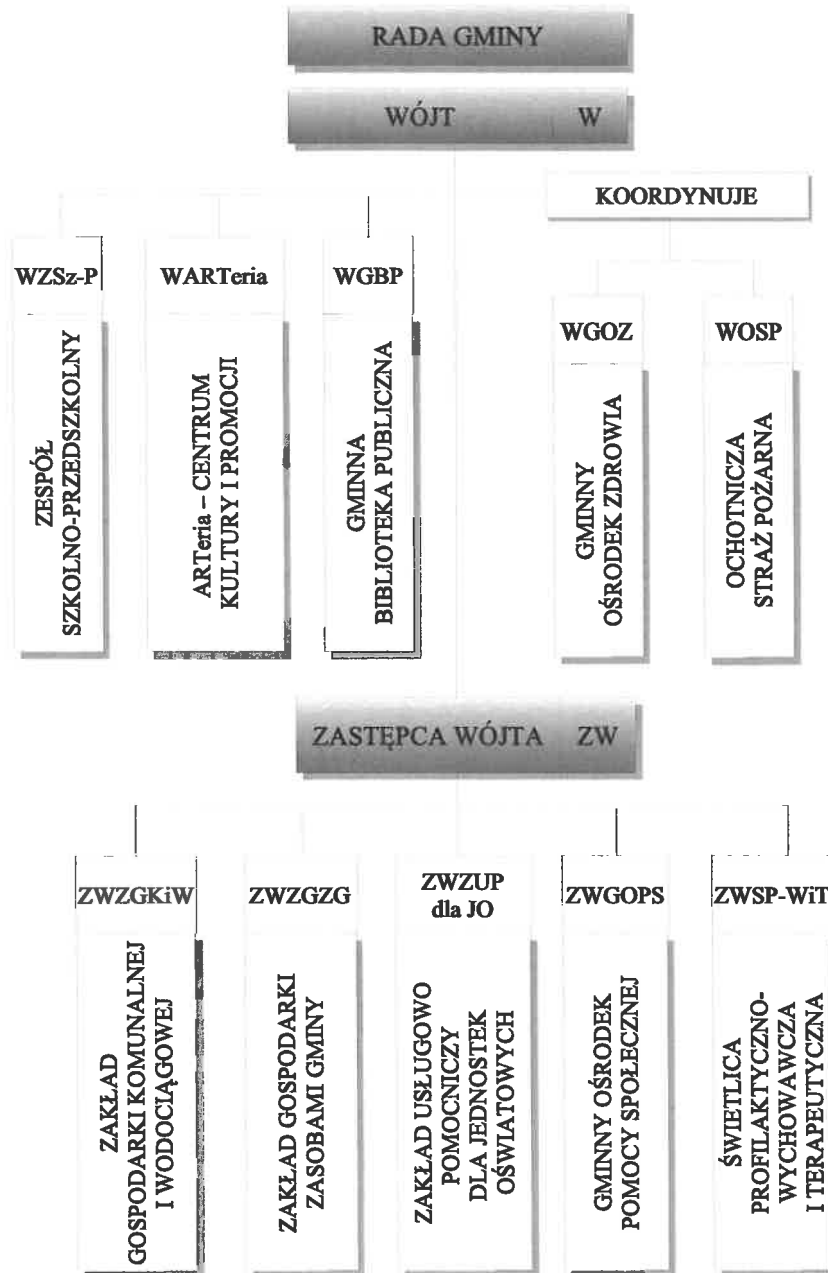 RADA GMINY
WÓJT W
KOORDYNUJE
WZSz-P
ZESPÓŁ
SZKOLNO-PRZEDSZKOLNY
WARTeria
ARTeria – CENTRUM
KULTURY I PROMOCJI
WGBP
GMINNA
BIBLIOTEKA PUBLICZNA
WGOZ
GMINNY
OŚRODEK ZDROWIA
WOSP
OCHOTNICZA
STRAŻ POŻARNA
ZASTĘPCA WÓJTA ZW
ZWZGKiW
ZAKŁAD
GOSPODARKI KOMUNALNEJ
I WODOCIĄGOWEJ
ZWZGZG
ZAKŁAD GOSPODARKI
ZASOBAMI GMINY
ZWZUP
dla JO
ZAKŁAD USŁUGOWO
POMOCNICZY
DLA JEDNOSTEK
OŚWIATOWYCH
ZWGOPS
GMINNY OŚRODEK
POMOCY SPOŁECZNEJ
ZWSP-WiT
ŚWIETLICA
PROFILAKTYCZNO-
WYCHOWAWCZA
I TERAPEUTYCZNA